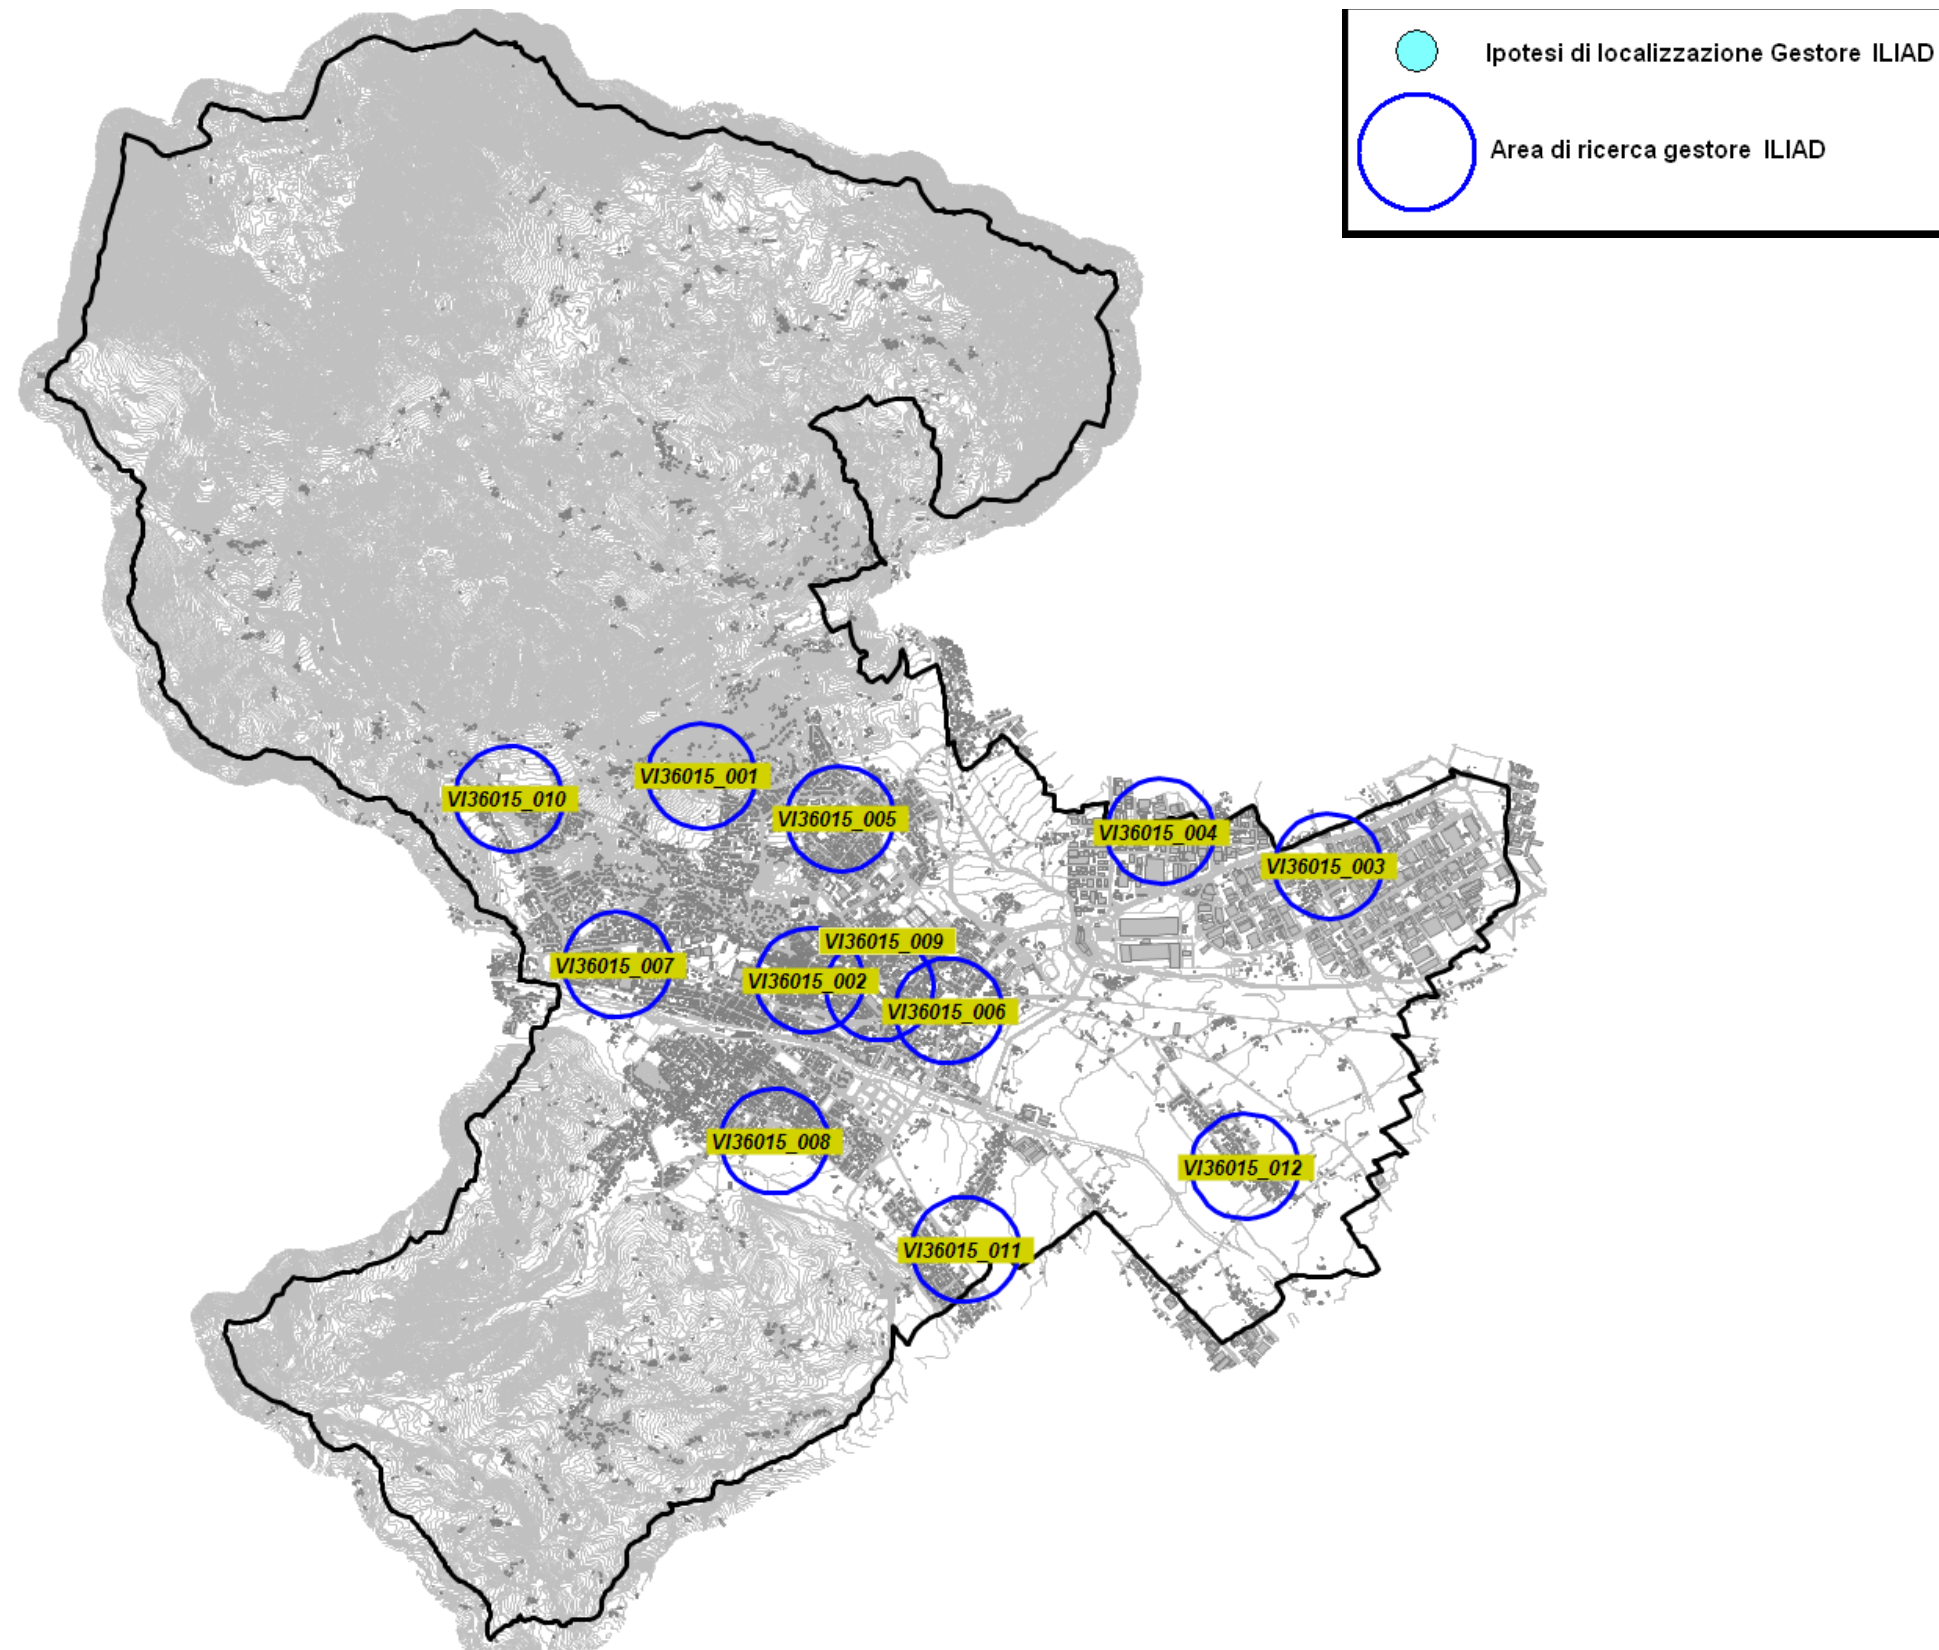 Ipotesi di localizzazione Gestore ILIAD
Area di ricerca gestore ILIAD
VI36015_001
VI36015_010
VI36015_005
VI36015_004
VI36015_003
VI36015_009
VI36015_007
VI36015_002
VI36015_006
VI36015_008
VI36015_012
VI36015_011